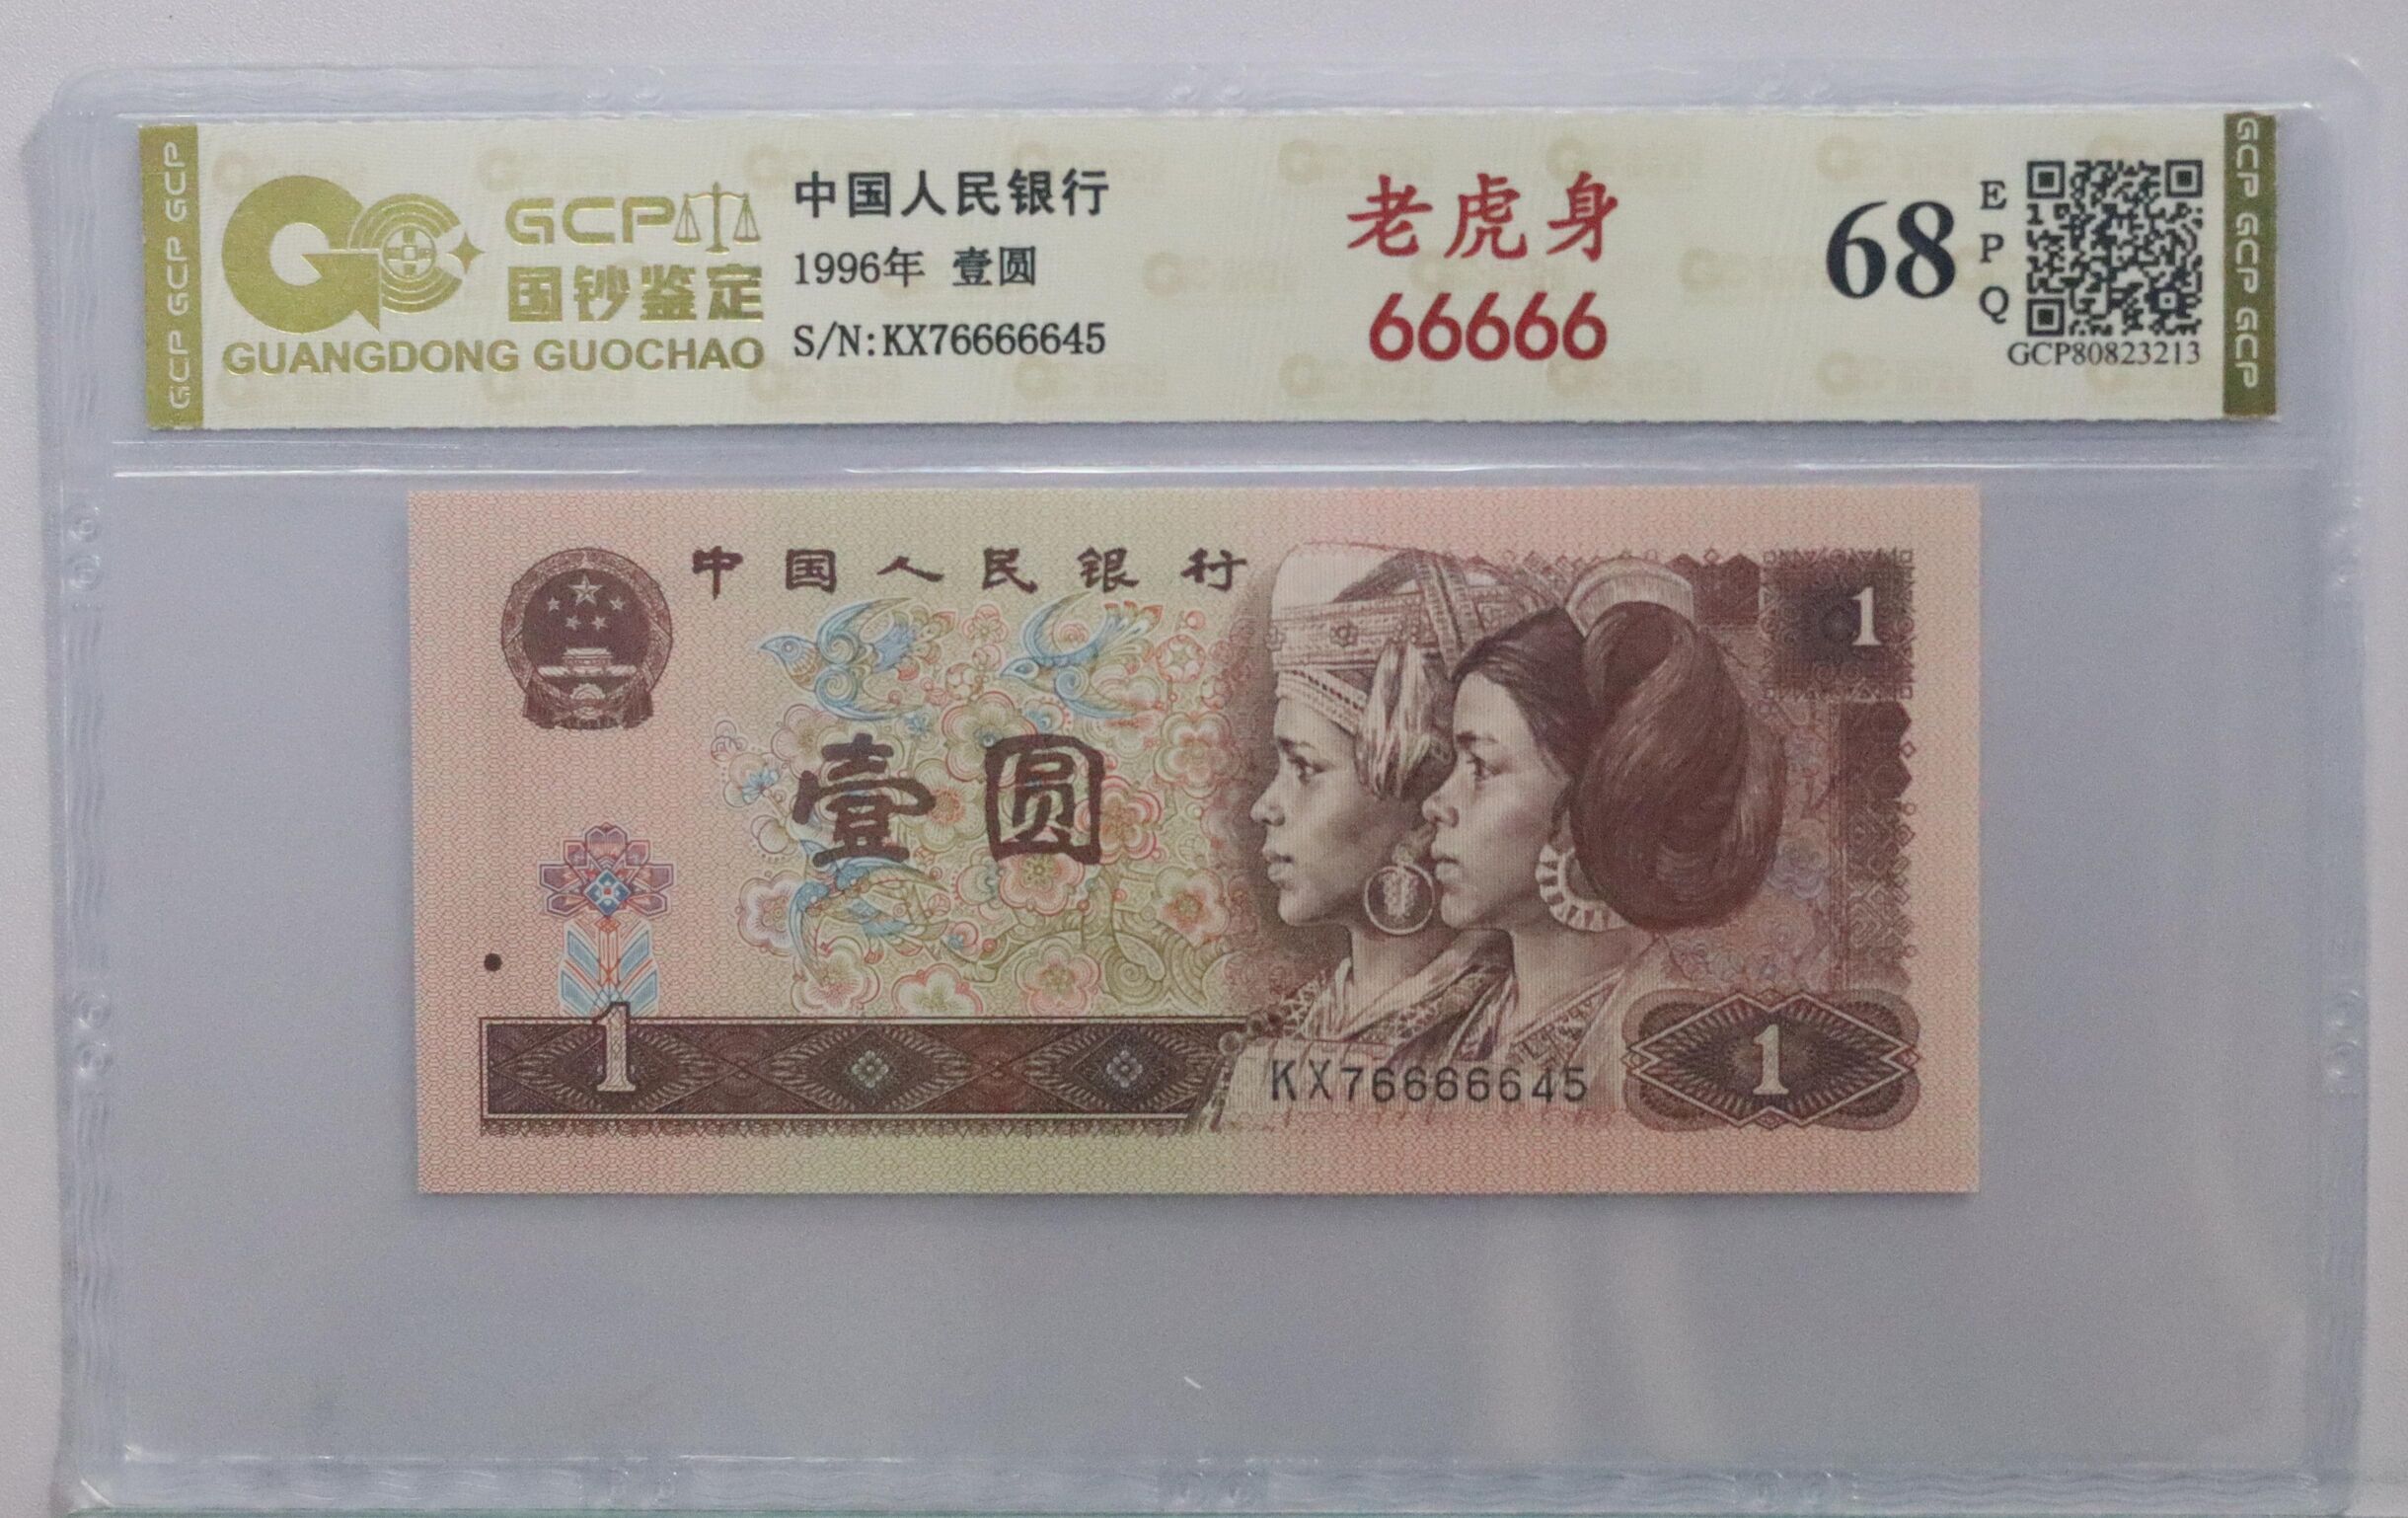 GCP GCP GCP
GCP
国钞鉴定
GUANGDONG GUOCHAO
中国人民银行
1996年 壹圆
S/N:KX76666645
老虎身
66666
68
E
P
Q
GCP80823213
GCP GCP GCP
中国人民银行
1
壹圆
1
KX76666645
1